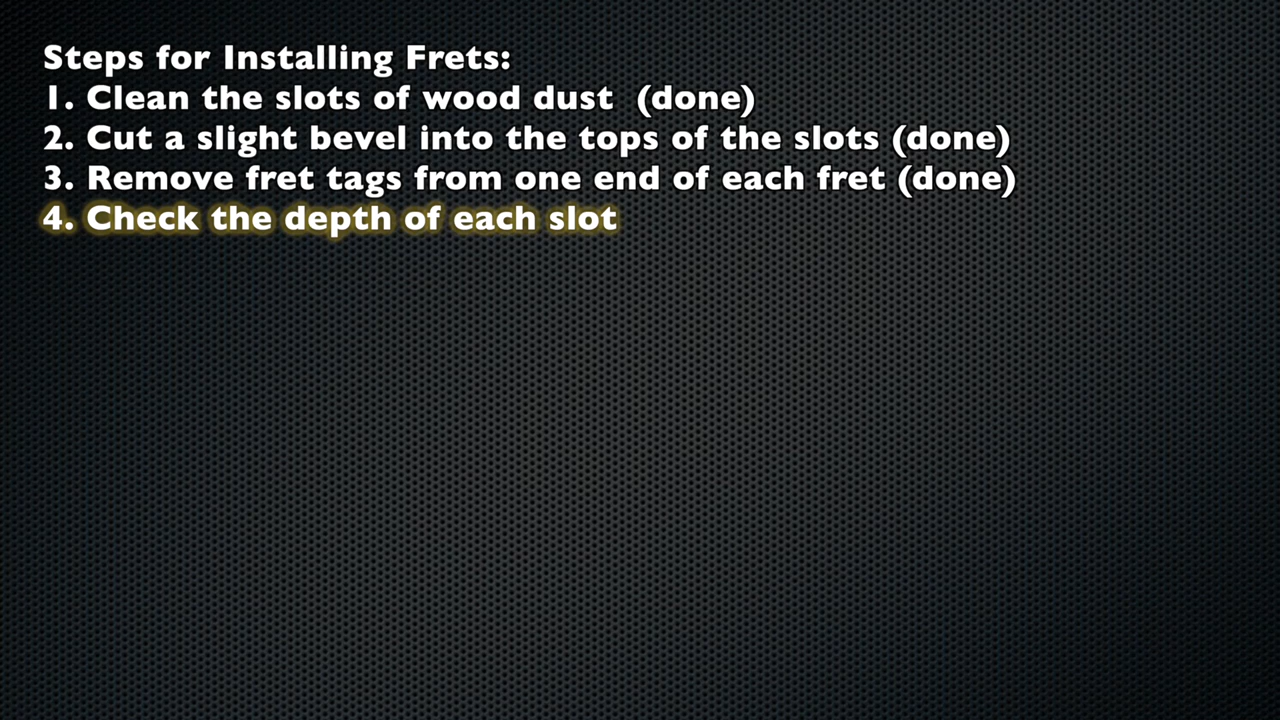 Steps for Installing Frets:
1. Clean the slots of wood dust  (done)
2. Cut a slight bevel into the tops of the slots (done)
3. Remove fret tags from one end of each fret (done)
4. Check the depth of each slot